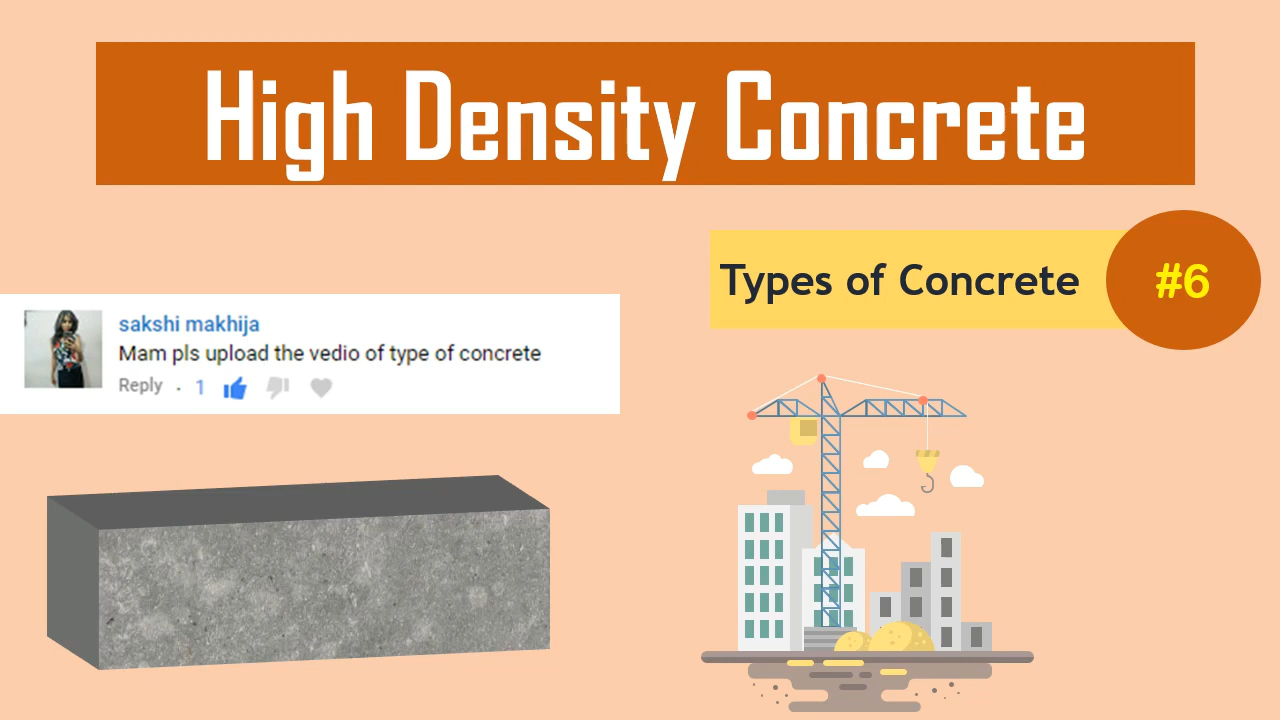 High Density Concrete
Types of Concrete
#6
sakshi makhija
Mam pls upload the vedio of type of concrete
Reply · 1